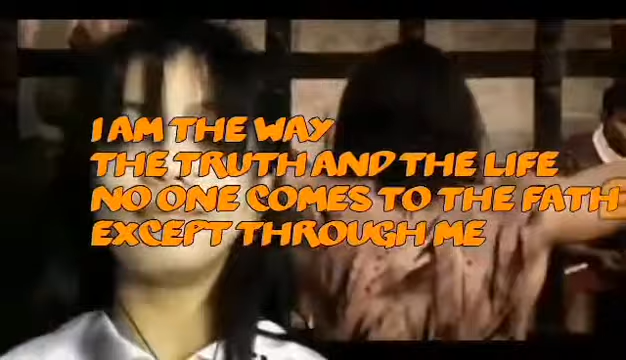 I AM THE WAY
THE TRUTH AND THE LIFE
NO ONE COMES TO THE FATH
EXCEPT THROUGH ME